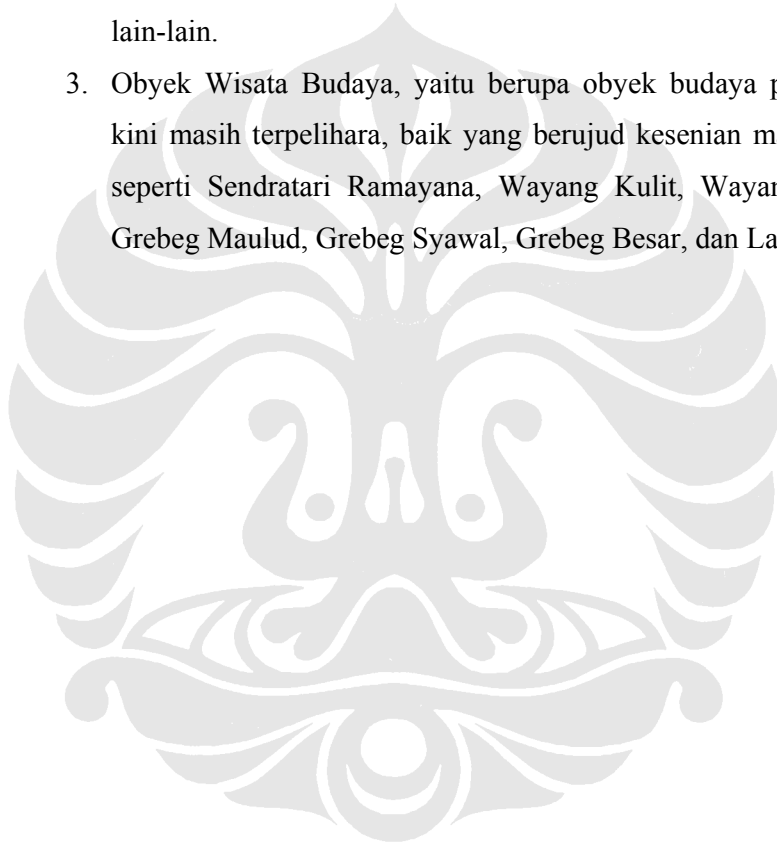 lain-lain.
3. Obyek Wisata Budaya, yaitu berupa obyek budaya
kini masih terpelihara, baik yang berujud kesenian
seperti Sendratari Ramayana, Wayang Kulit,
Grebeg Maulud, Grebeg Syawal, Grebeg Besar, dan